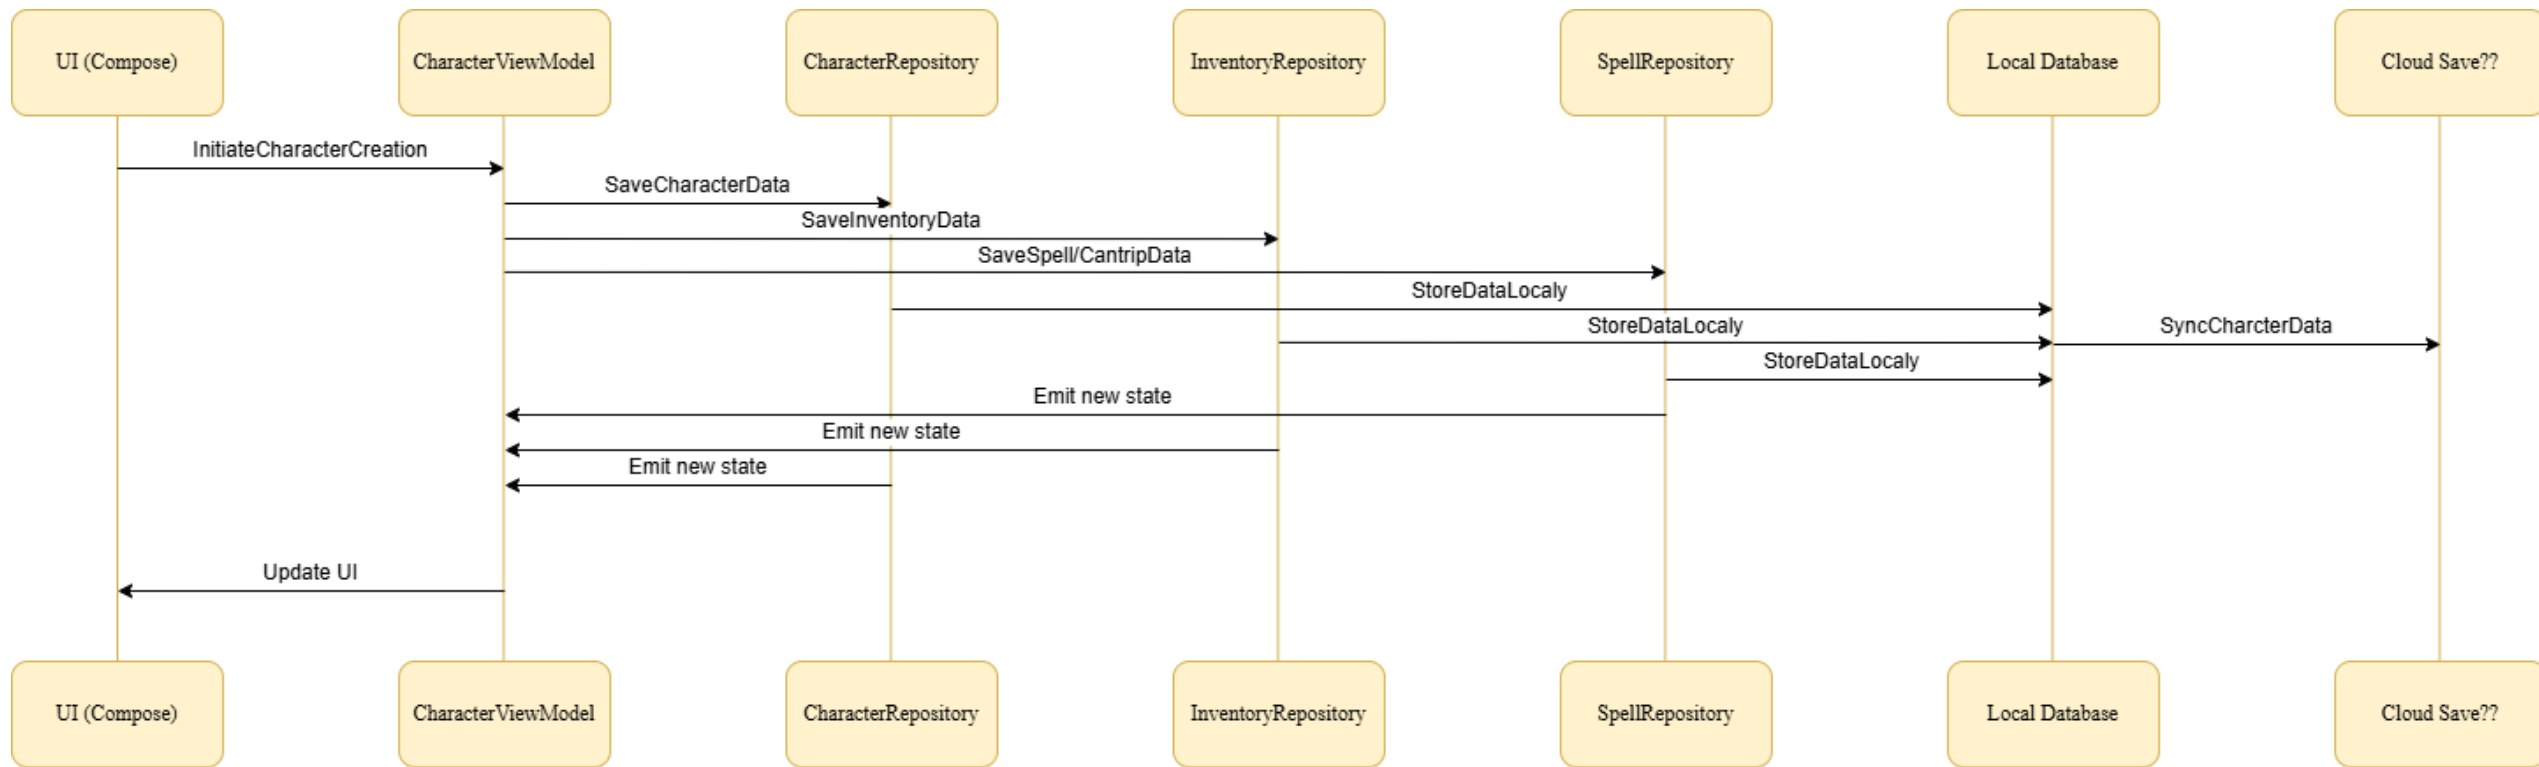 UI (Compose)
CharacterViewModel
CharacterRepository
InventoryRepository
SpellRepository
Local Database
Cloud Save??
InitiateCharacterCreation
SaveCharacterData
SaveInventoryData
SaveSpell/CantripData
StoreDataLocaly
StoreDataLocaly
SyncCharcterData
StoreDataLocaly
Emit new state
Emit new state
Emit new state
Update UI
UI (Compose)
CharacterViewModel
CharacterRepository
InventoryRepository
SpellRepository
Local Database
Cloud Save??